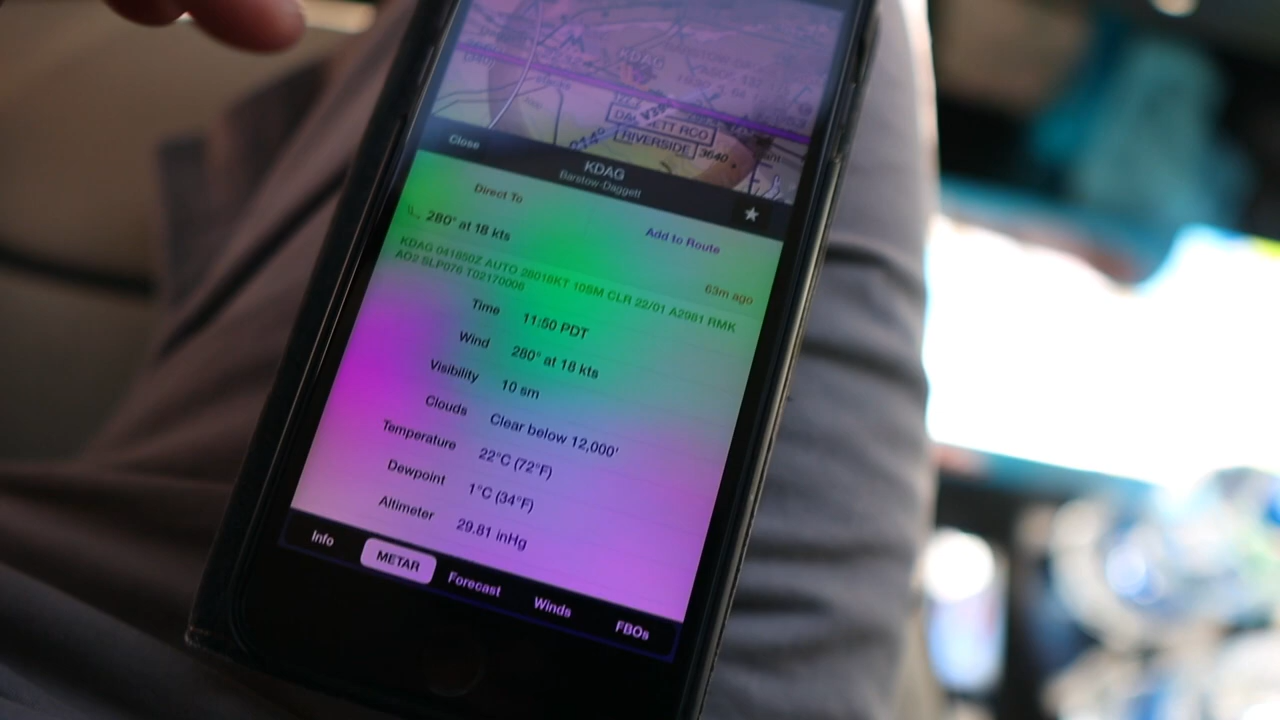 DAGGETT RCO
RIVERSIDE
3640
014°
Close
KDAG
Barstow-Daggett
Direct To
Add to Route
280° at 18 kts
63m ago
KDAG 041850Z AUTO 28018KT 10SM CLR 22/01 A2981 RMK
AO2 SLP076 T02170006
Time 11:50 PDT
Wind 280° at 18 kts
Visibility 10 sm
Clouds Clear below 12,000'
Temperature 22°C (72°F)
Dewpoint 1°C (34°F)
Altimeter 29.81 inHg
Info METAR Forecast Winds FBOs